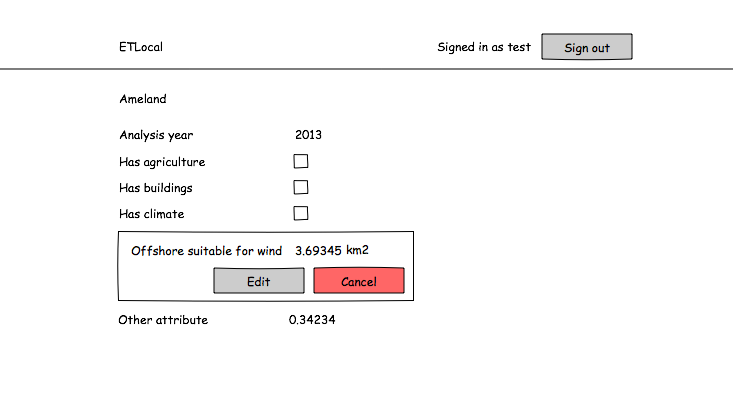 ETLocal Signed in as test Sign out
Ameland
Analysis year 2013
Has agriculture
Has buildings
Has climate
Offshore suitable for wind 3.69345 km2
Edit Cancel
Other attribute 0.34234